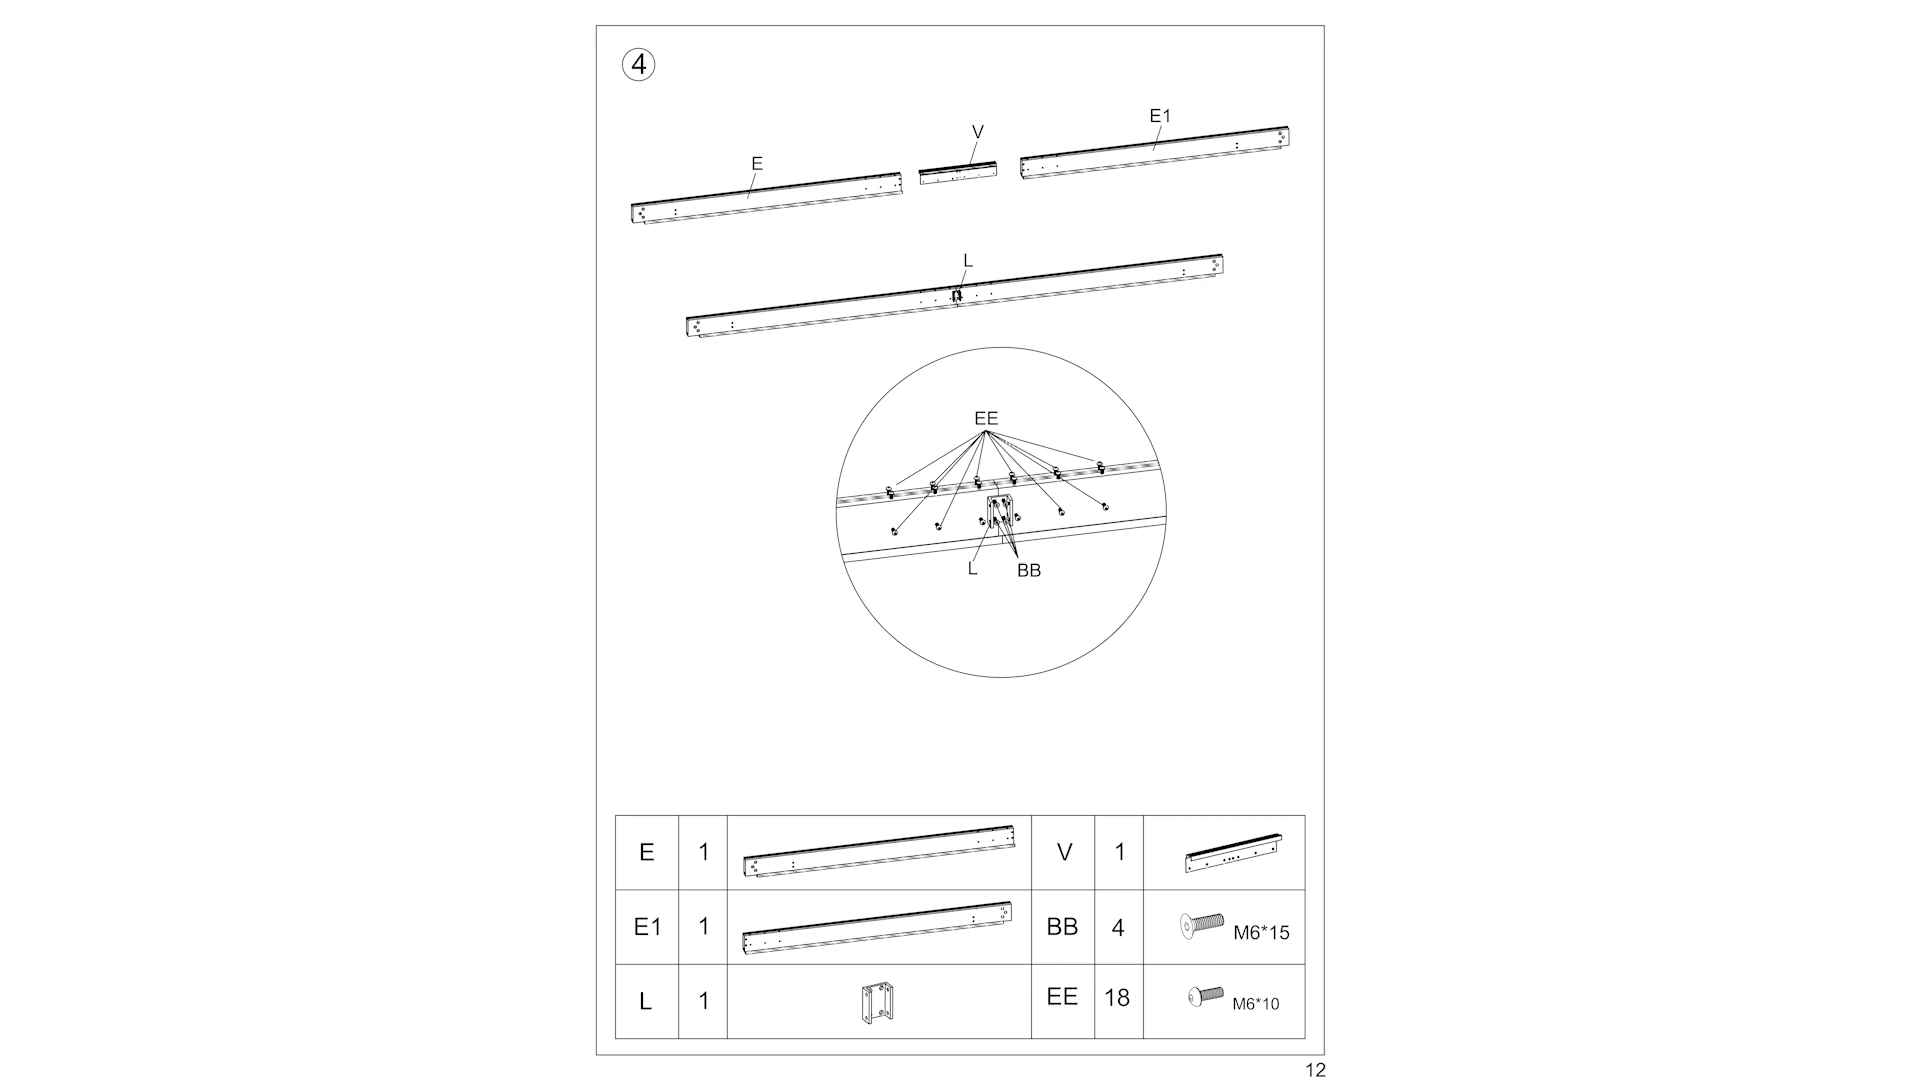 4
E1
V
E
L
EE
L
BB
E 1 V 1
E1 1 BB 4 M6*15
L 1 EE 18 M6*10
12